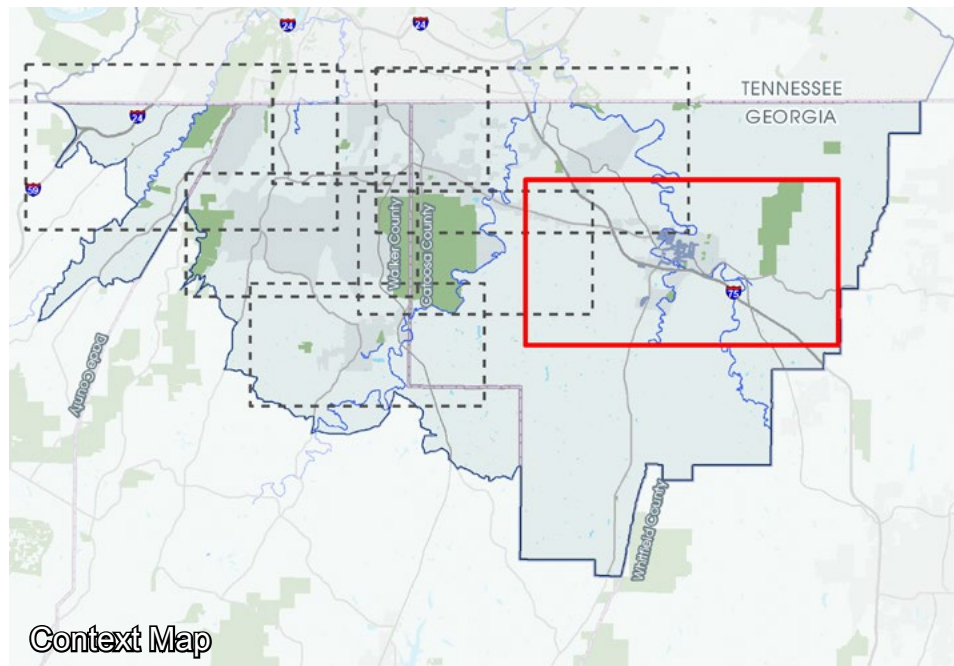 24
24
TENNESSEE
GEORGIA
24
59
Walker County
Catoosa County
75
Dade County
Whitfield County
Context Map